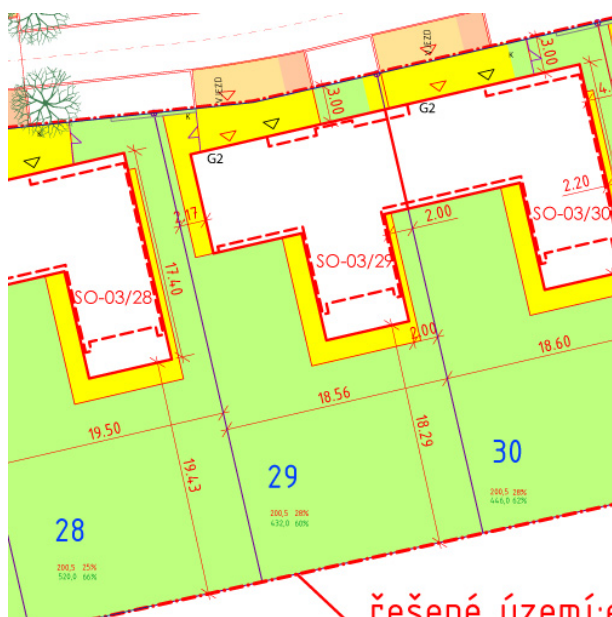 VJEZD
VJEZD
K
K
3.00
3.00
G2
G2
4.
2.17
2.00
2.20
SO-03/28
SO-03/29
SO-03/30
17.40
2.00
18.60
18.56
19.50
18.29
19.43
30
446,0 62%
29
200,5 28%
432,0 60%
28
200,5 25%
520,0 66%
200,5 28%
řešené území:e